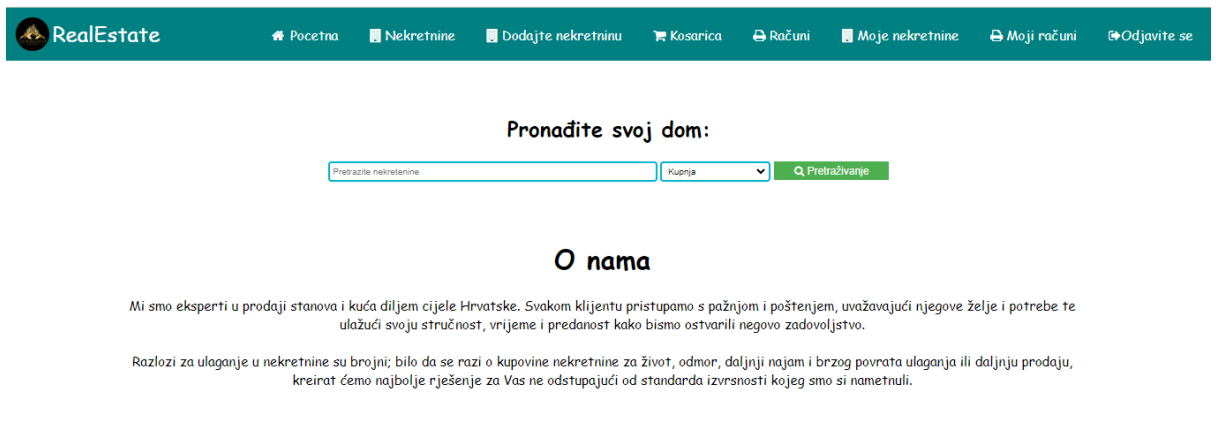 RealEstate Pocetna Nekretnine Dodajte nekretninu Kosarica Računi Moje nekretnine Moji računi Odjavite se
Pronađite svoj dom:
Pretrazite nekretenine Kupnja Pretraživanje
O nama
Mi smo eksperti u prodaji stanova i kuća diljem cijele Hrvatske. Svakom klijentu pristupamo s pažnjom i poštenjem, uvažavajući njegove želje i potrebe te
ulažući svoju stručnost, vrijeme i predanost kako bismo ostvarili negovo zadovoljstvo.
Razlozi za ulaganje u nekretnine su brojni; bilo da se razi o kupovine nekretnine za život, odmor, daljnji najam i brzog povrata ulaganja ili daljnju prodaju,
kreirat ćemo najbolje rješenje za Vas ne odstupajući od standarda izvrsnosti kojeg smo si nametnuli.